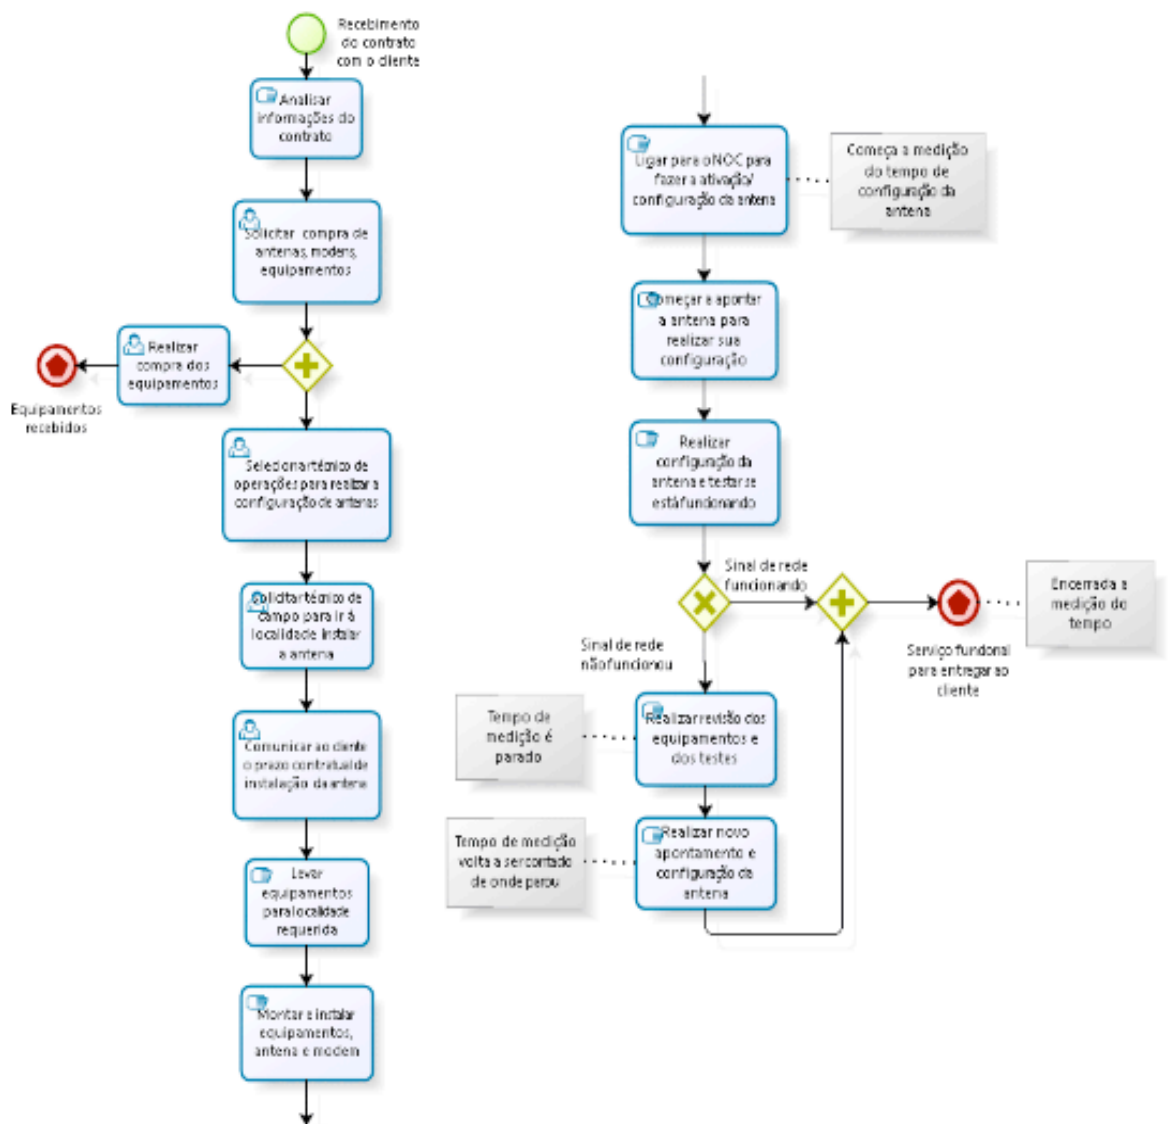 Recebimento
do contrato
com o cliente
Analisar
informações do
contrato
Solicitar compra de
antenas, modens,
equipamentos
Realizar
compra dos
equipamentos
Equipamentos
recebidos
Selecionar técnico de
operações para realizar a
configuração de antenas
Solicitar técnico de
campo para ir à
localidade instalar
a antena
Comunicar ao cliente
o prazo contratual de
instalação da antena
Levar
equipamentos
para localidade
requerida
Montar e instalar
equipamentos,
antena e modem
Ligar para o NOC para
fazer a ativação/
configuração da antena
Começa a medição
do tempo de
configuração da
antena
Começar a apontar
a antena para
realizar sua
configuração
Realizar
configuração da
antena e testar se
está funcionando
Sinal de rede
funcionando
Sinal de rede
não funcionou
Serviço funcional
para entregar ao
cliente
Encerrada a
medição do
tempo
Tempo de
medição é
parado
Realizar revisão dos
equipamentos e
dos testes
Tempo de medição
volta a ser contado
de onde parou
Realizar novo
apontamento e
configuração da
antena